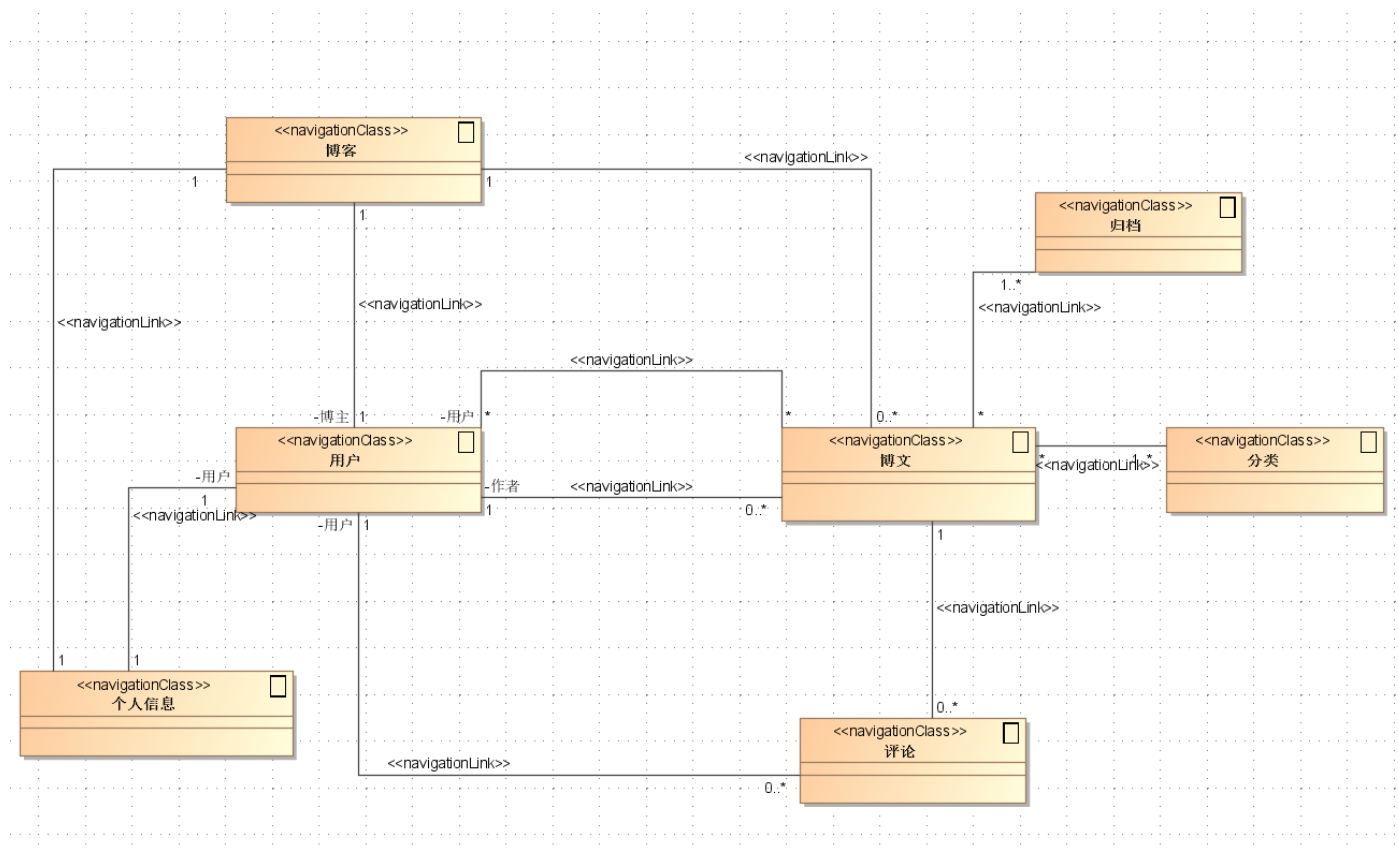 <<navigationClass>>
博客
<<navigationLink>>
1
1
1
<<navigationClass>>
归档
1..*
<<navigationLink>>
<<navigationLink>>
<<navigationLink>>
<<navigationLink>>
-博主
1
-用户
*
*
0..*
*
<<navigationClass>>
用户
<<navigationClass>>
博文
<<navigationClass>>
分类
*
1..*
<<navigationLink>>
-用户
1
<<navigationLink>>
-作者
1
<<navigationLink>>
0..*
-用户
1
1
<<navigationLink>>
1
1
<<navigationClass>>
个人信息
0..*
<<navigationClass>>
评论
<<navigationLink>>
0..*